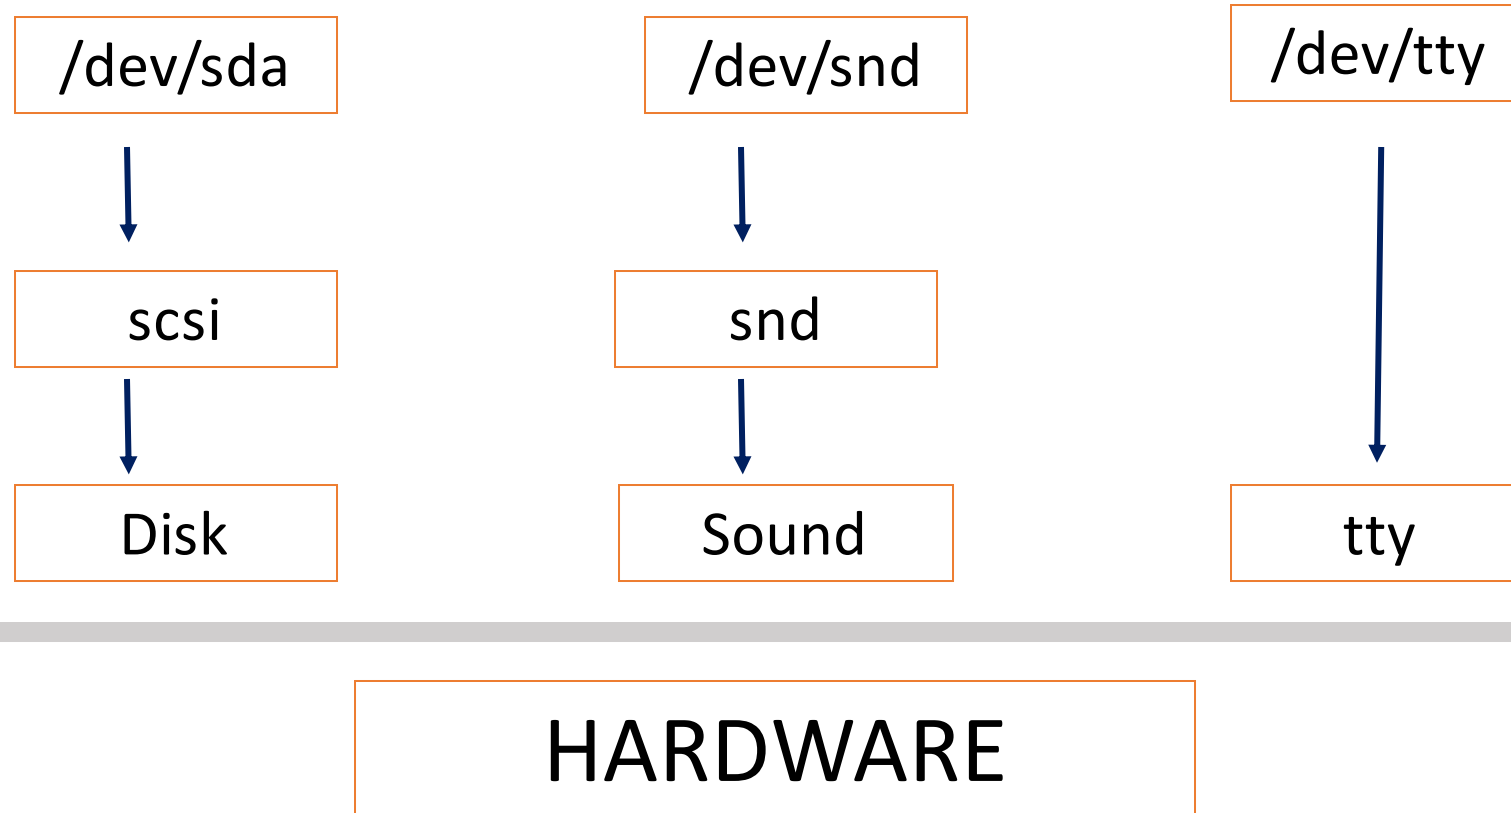 /dev/sda
/dev/snd
/dev/tty
scsi
snd
Disk
Sound
tty
HARDWARE